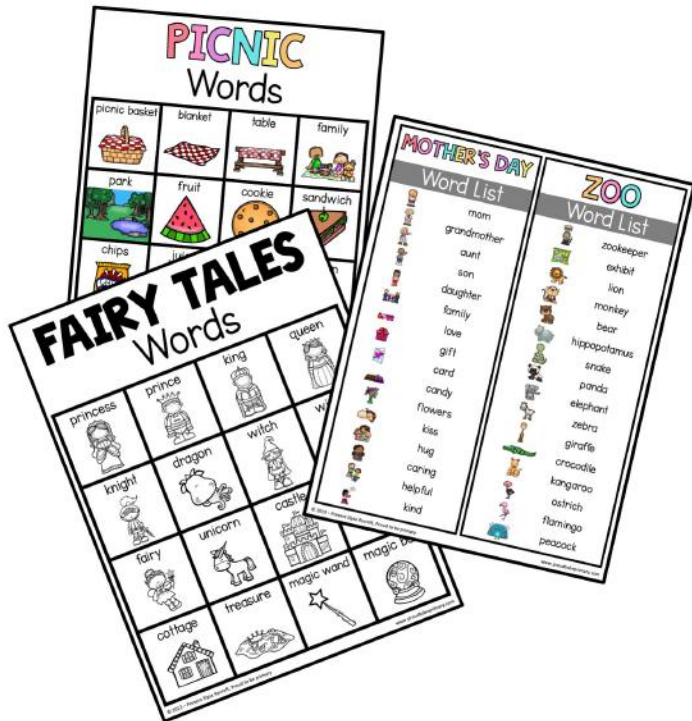 PICNIC
Words
picnic basket blanket table family
park fruit cookie sandwich
chips
FAIRY TALES
Words
princess prince king queen
knight dragon witch
fairy unicorn castle
cottage treasure magic wand magic
MOTHER'S DAY
Word List
mom
grandmother
aunt
son
daughter
family
love
gift
card
candy
flowers
kiss
hug
caring
helpful
kind
ZOO
Word List
zookeeper
exhibit
lion
monkey
bear
hippopotamus
snake
panda
elephant
zebra
giraffe
crocodile
kangaroo
ostrich
flamingo
peacock